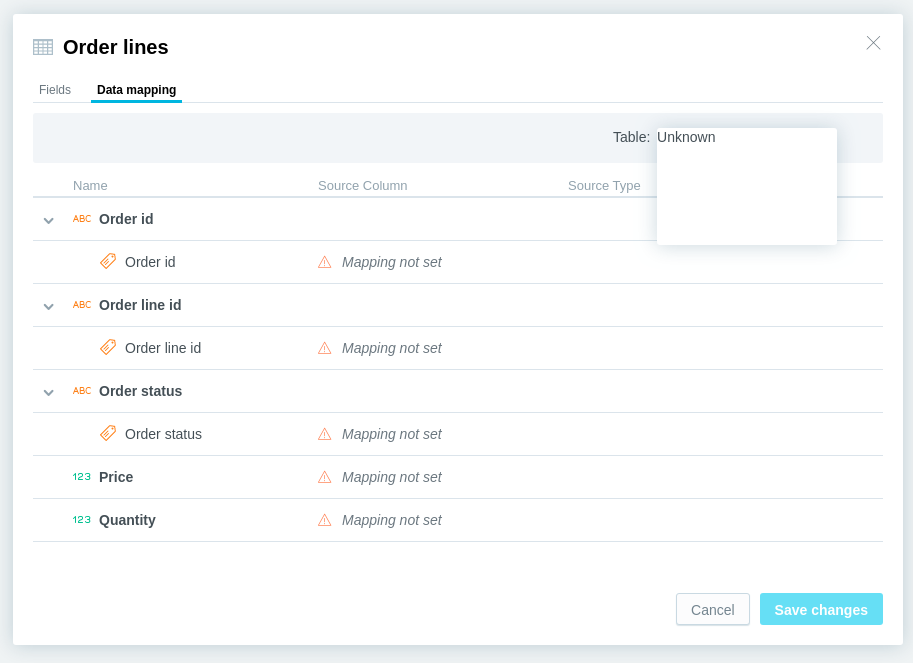 Order lines
Fields Data mapping
Table: Unknown
Name Source Column Source Type
ABC Order id
Order id Mapping not set
ABC Order line id
Order line id Mapping not set
ABC Order status
Order status Mapping not set
123 Price Mapping not set
123 Quantity Mapping not set
Cancel Save changes